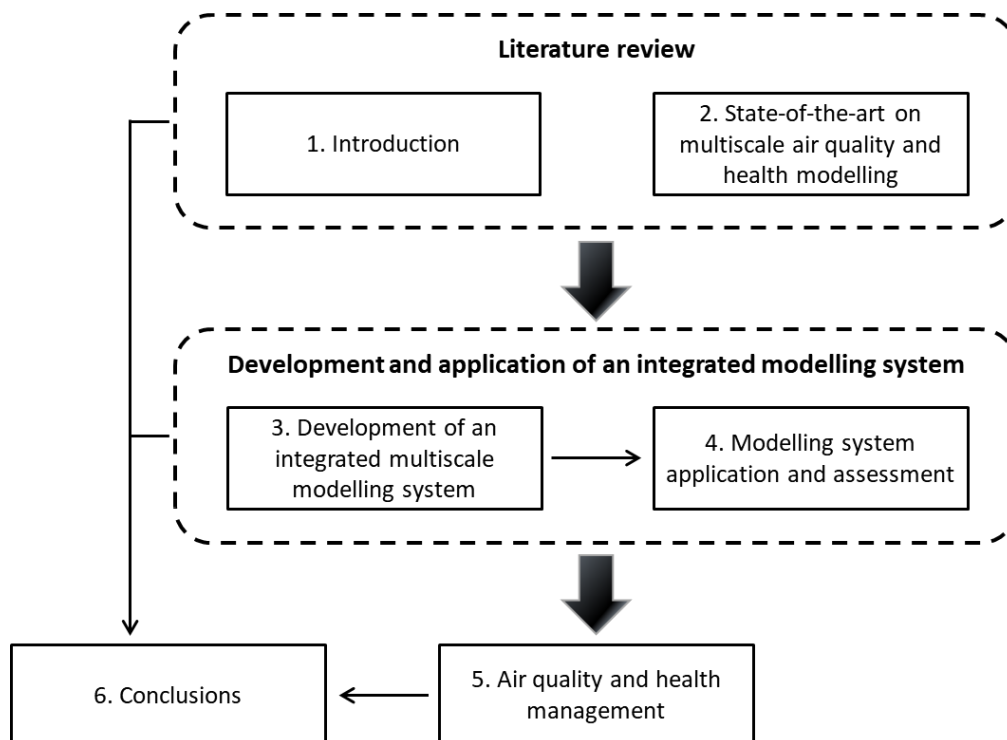 Literature review
1. Introduction
2. State-of-the-art on
multiscale air quality and
health modelling
Development and application of an integrated modelling system
3. Development of an
integrated multiscale
modelling system
4. Modelling system
application and assessment
5. Air quality and health
management
6. Conclusions